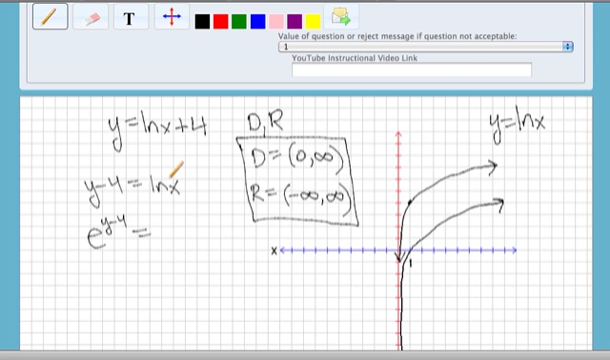 T
Value of question or reject message if question not acceptable:
1
YouTube Instructional Video Link
y=lnx+4
D,R
y=lnx
D=(0,∞)
R=(-∞,∞)
y-4=lnx
e^{y-4}=
x
1